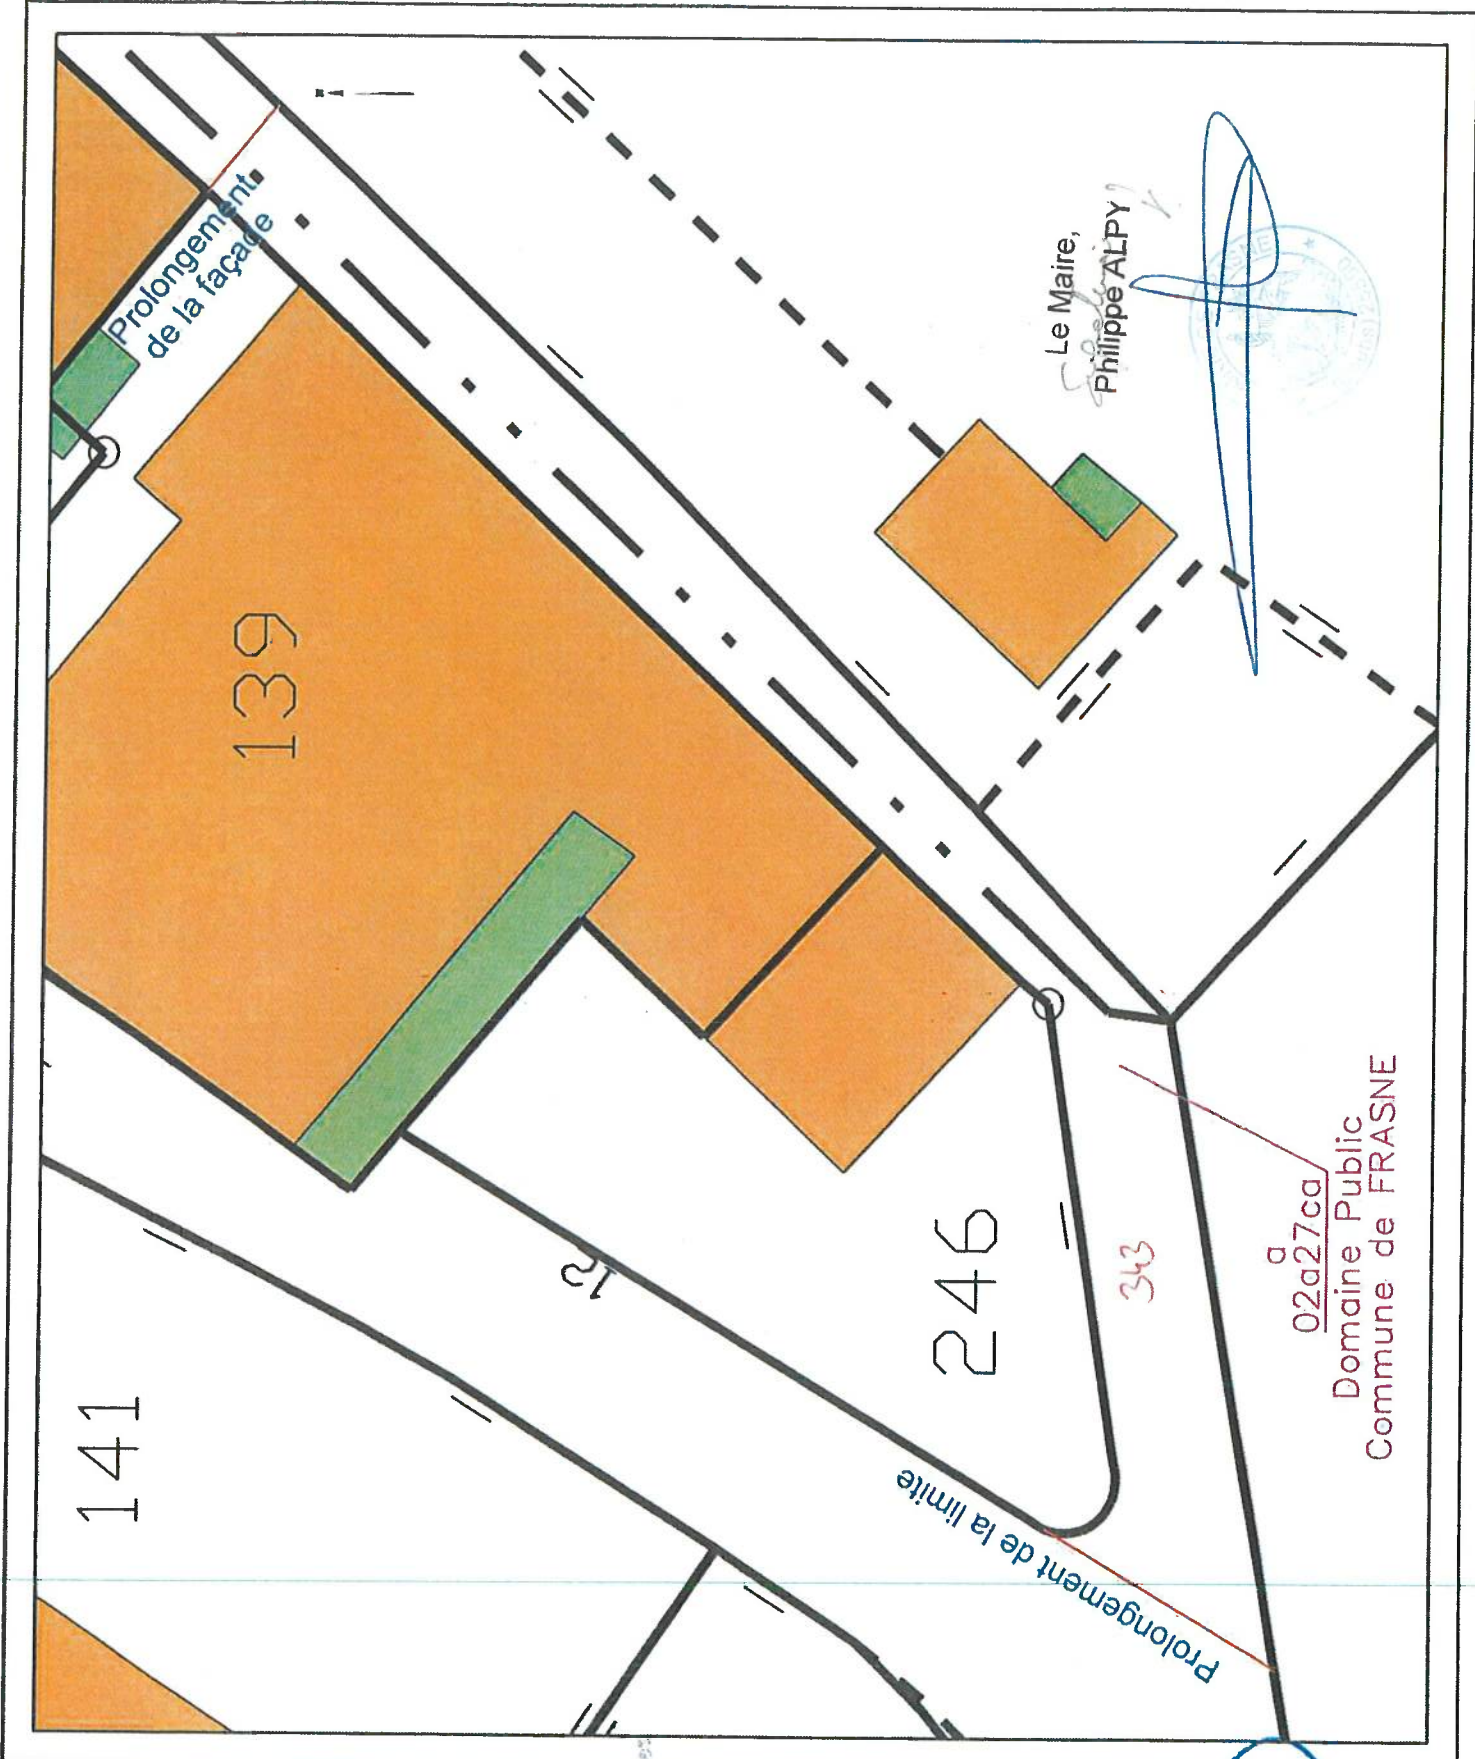 Prolongement
de la façade
Le Maire,
Philippe ALPY
139
12
246
141
343
a
02a27ca
Domaine Public
Commune de FRASNE
Prolongement de la limite